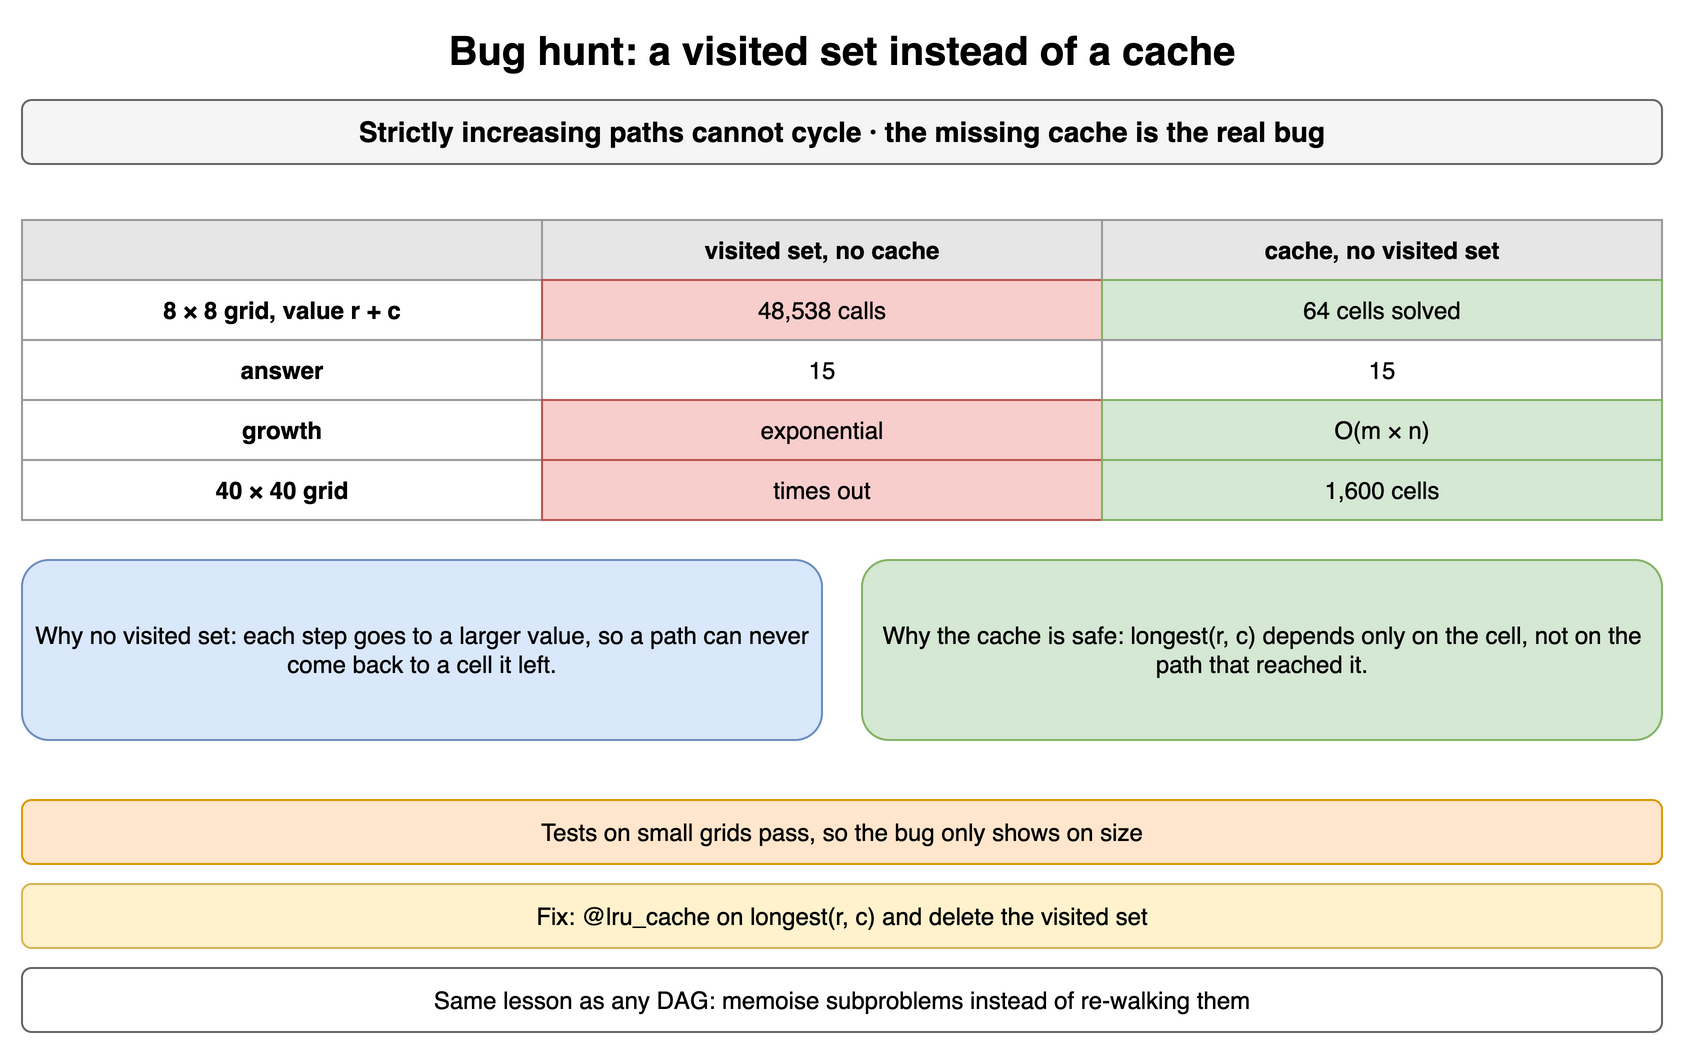 Bug hunt: a visited set instead of a cache
Strictly increasing paths cannot cycle · the missing cache is the real bug
visited set, no cache
cache, no visited set
8 × 8 grid, value r + c
48,538 calls
64 cells solved
answer
15
15
growth
exponential
O(m × n)
40 × 40 grid
times out
1,600 cells
Why no visited set: each step goes to a larger value, so a path can never
come back to a cell it left.
Why the cache is safe: longest(r, c) depends only on the cell, not on the
path that reached it.
Tests on small grids pass, so the bug only shows on size
Fix: @lru_cache on longest(r, c) and delete the visited set
Same lesson as any DAG: memoise subproblems instead of re-walking them